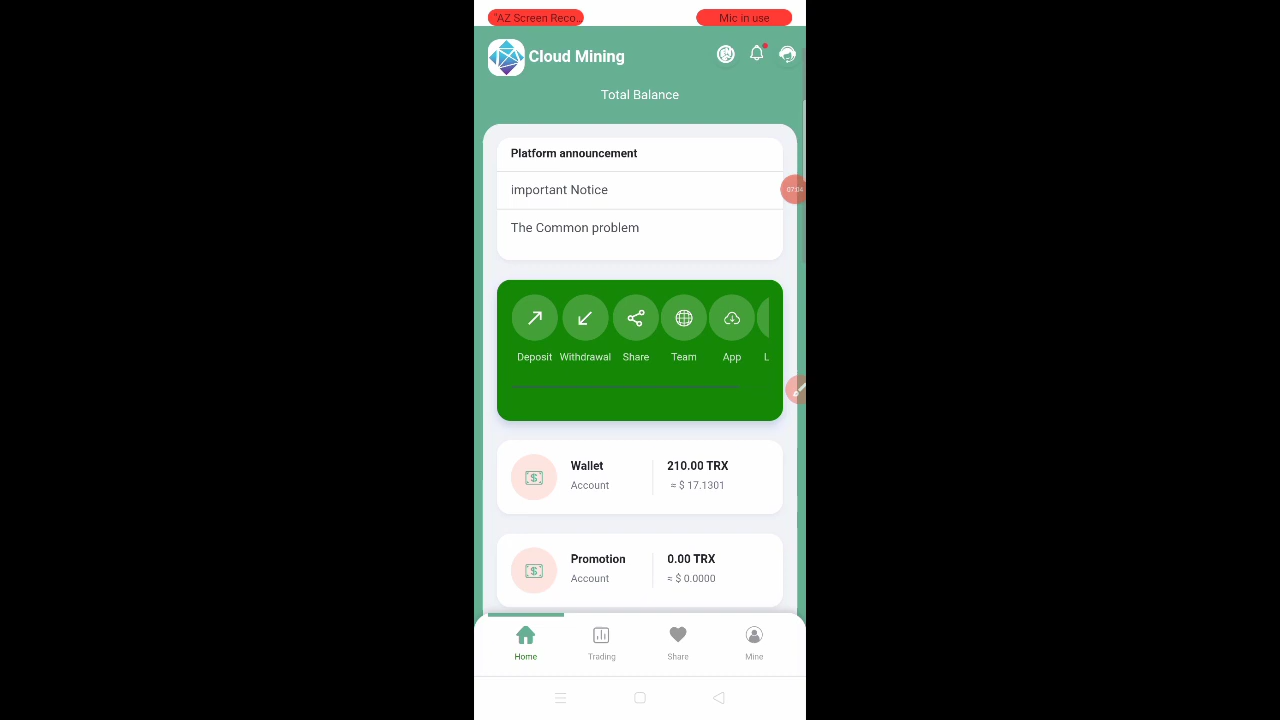 "AZ Screen Reco..
Mic in use
Cloud Mining
Total Balance
Platform announcement
important Notice
07:04
The Common problem
Deposit
Withdrawal
Share
Team
App
L
Wallet
210.00 TRX
Account
≈ $ 17.1301
Promotion
0.00 TRX
Account
≈ $ 0.0000
Home
Trading
Share
Mine